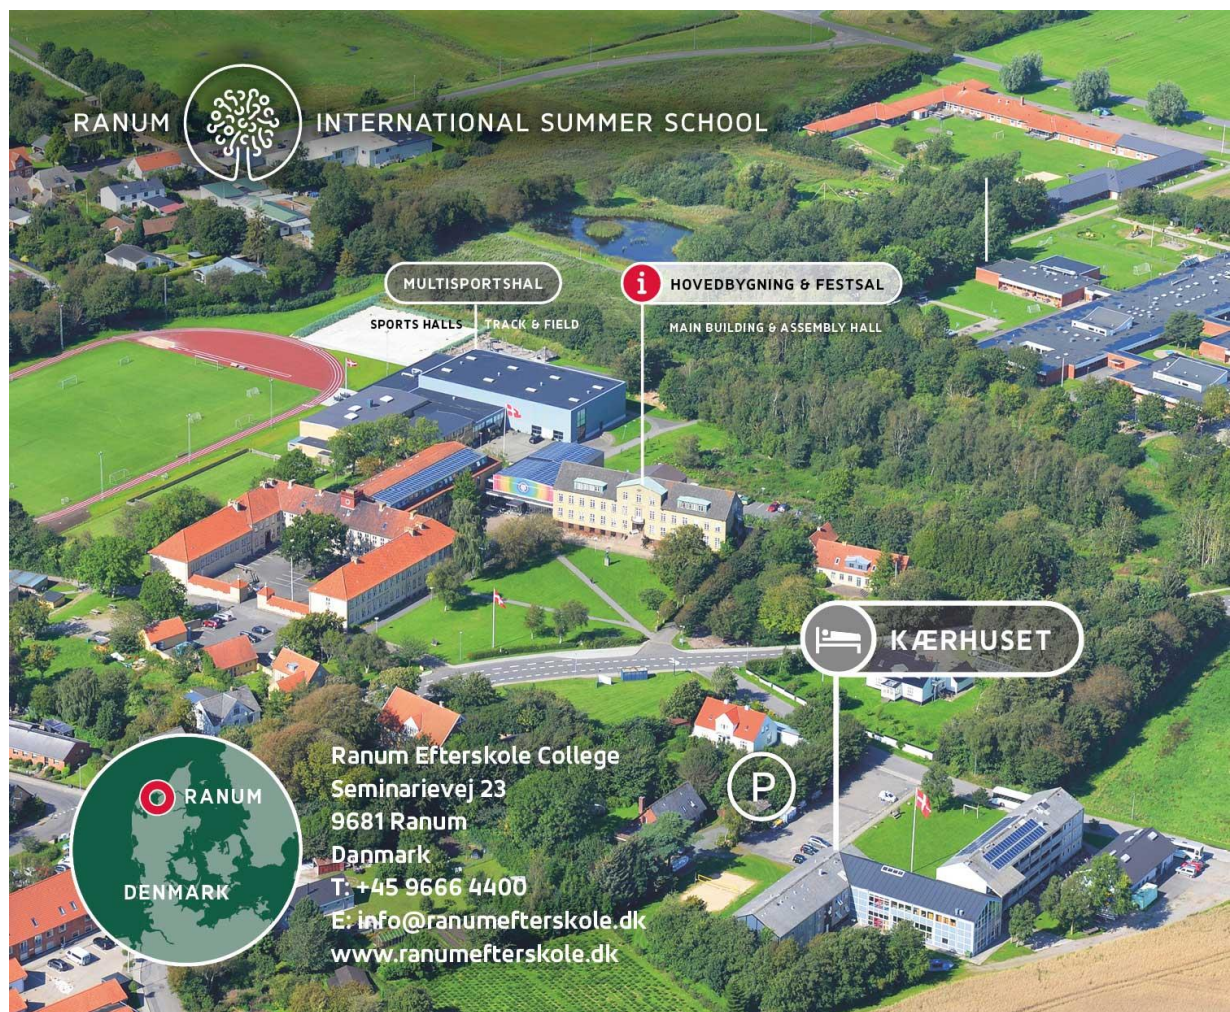 RANUM INTERNATIONAL SUMMER SCHOOL
MULTISPORTSHAL
SPORTS HALLS TRACK & FIELD
i HOVEDBYGNING & FESTSAL
MAIN BUILDING & ASSEMBLY HALL
KÆRHUSET
P
RANUM
DENMARK
Ranum Efterskole College
Seminarievej 23
9681 Ranum
Danmark
T: +45 9666 4400
E: info@ranumefterskole.dk
www.ranumefterskole.dk